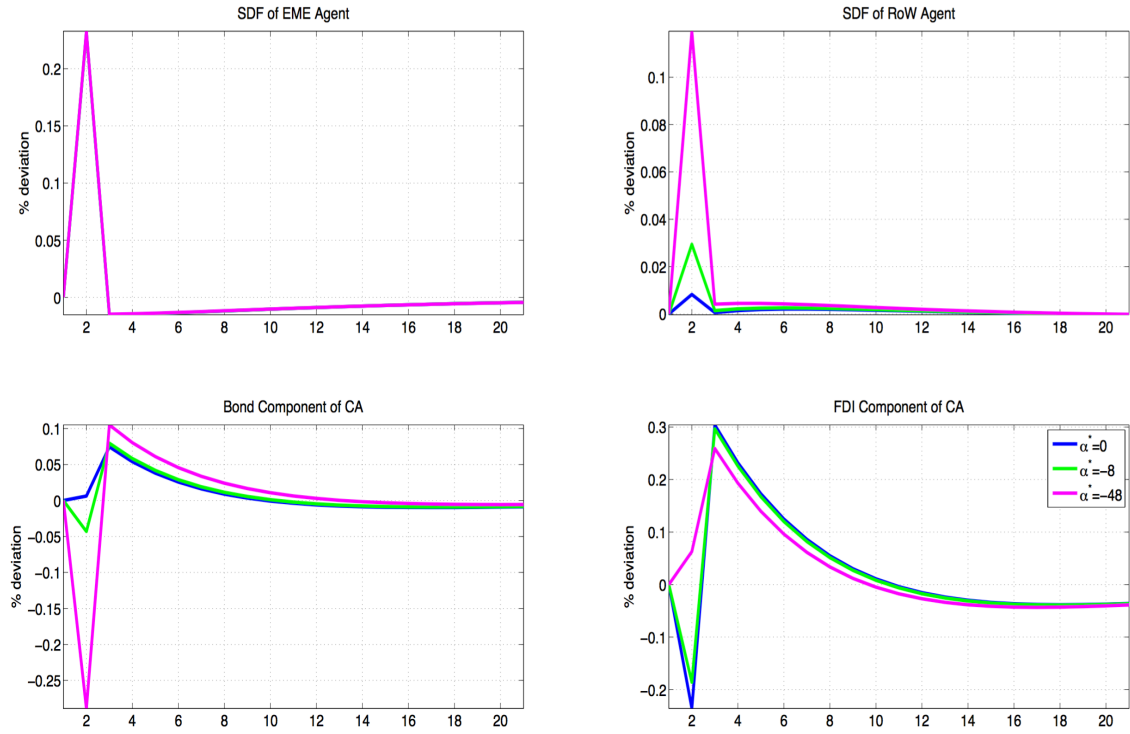 SDF of EME Agent
% deviation
0.2
0.15
0.1
0.05
0
2 4 6 8 10 12 14 16 18 20
SDF of RoW Agent
% deviation
0.1
0.08
0.06
0.04
0.02
0
2 4 6 8 10 12 14 16 18 20
Bond Component of CA
% deviation
0.1
0.05
0
−0.05
−0.1
−0.15
−0.2
−0.25
2 4 6 8 10 12 14 16 18 20
FDI Component of CA
% deviation
0.3
0.2
0.1
0
−0.1
−0.2
2 4 6 8 10 12 14 16 18 20
α*=0
α*=−8
α*=−48